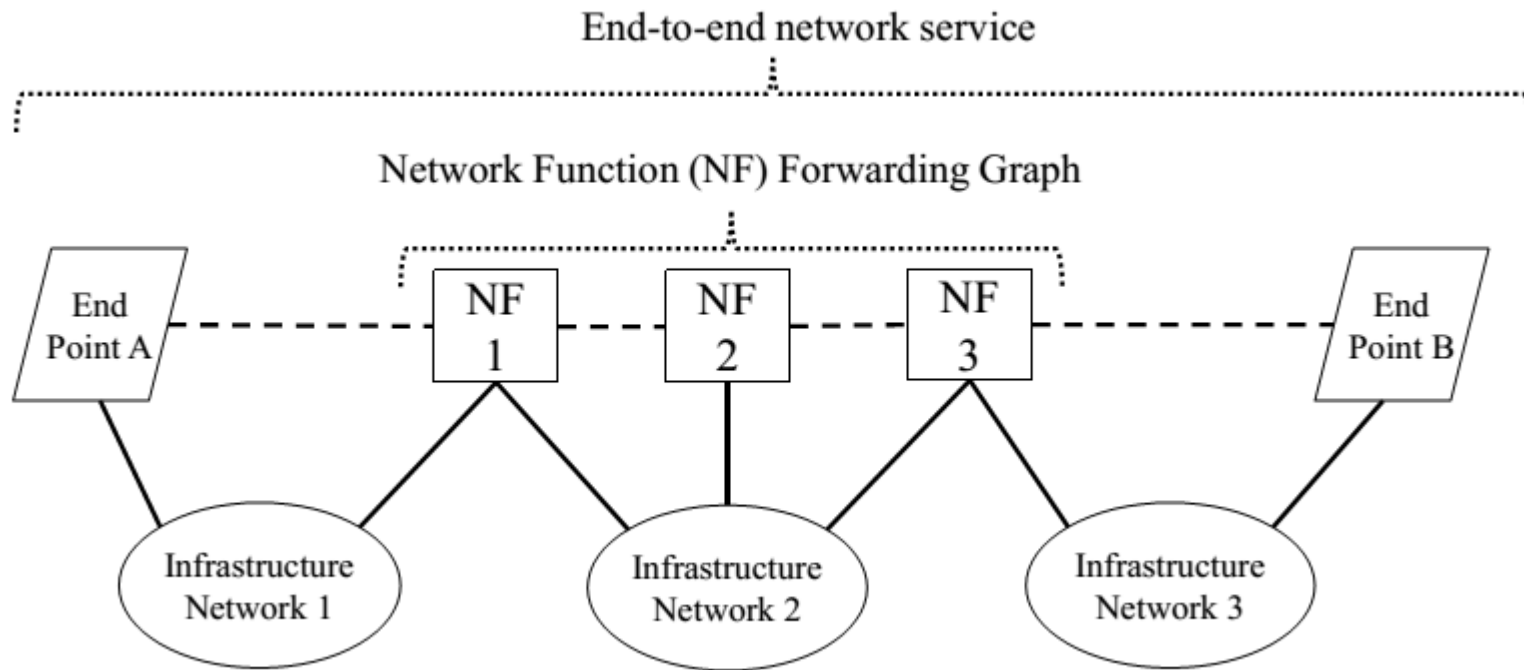 End-to-end network service
Network Function (NF) Forwarding Graph
End
Point A
NF
1
NF
2
NF
3
End
Point B
Infrastructure
Network 1
Infrastructure
Network 2
Infrastructure
Network 3